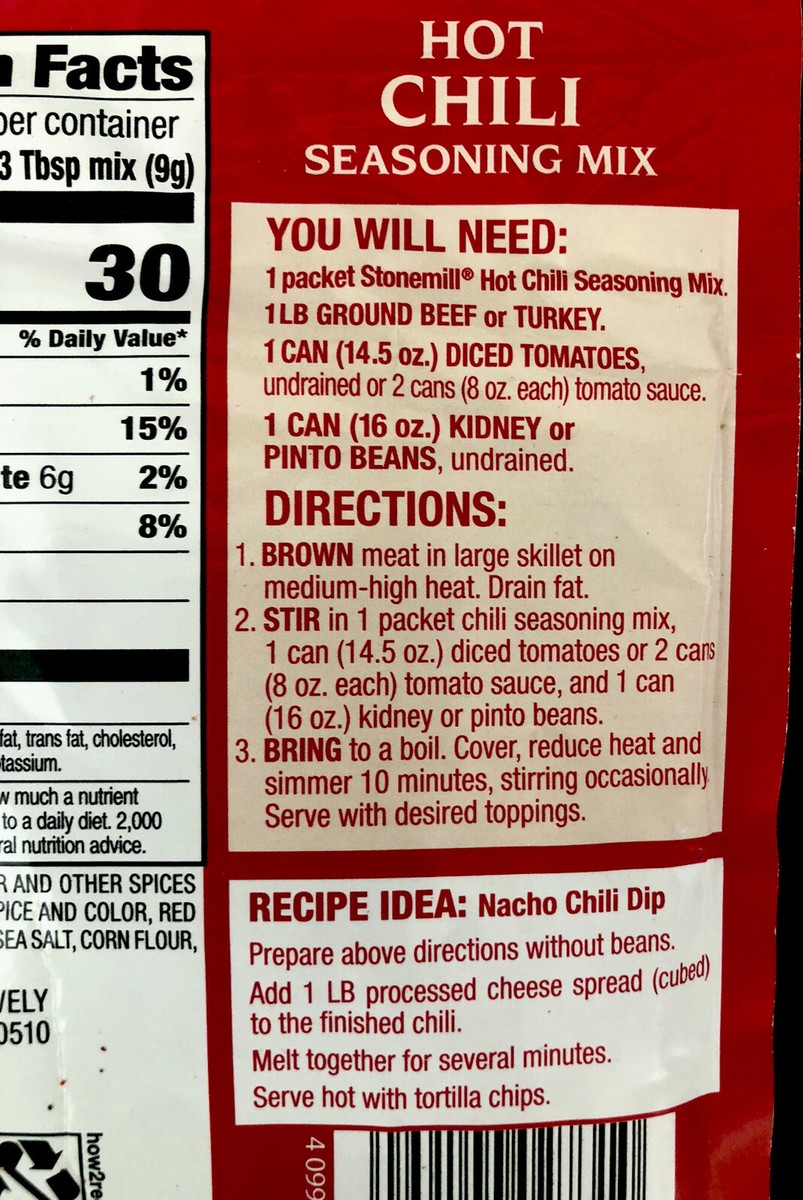 Facts
per container
3 Tbsp mix (9g)
30
% Daily Value*
1%
15%
te 6g 2%
8%
fat, trans fat, cholesterol,
tassium.
w much a nutrient
to a daily diet. 2,000
ral nutrition advice.
R AND OTHER SPICES
PICE AND COLOR, RED
SEA SALT, CORN FLOUR,
VELY
0510
how2re
HOT
CHILI
SEASONING MIX
YOU WILL NEED:
1 packet Stonemill® Hot Chili Seasoning Mix.
1 LB GROUND BEEF or TURKEY.
1 CAN (14.5 oz.) DICED TOMATOES,
undrained or 2 cans (8 oz. each) tomato sauce.
1 CAN (16 oz.) KIDNEY or
PINTO BEANS, undrained.
DIRECTIONS:
1. BROWN meat in large skillet on
medium-high heat. Drain fat.
2. STIR in 1 packet chili seasoning mix,
1 can (14.5 oz.) diced tomatoes or 2 cans
(8 oz. each) tomato sauce, and 1 can
(16 oz.) kidney or pinto beans.
3. BRING to a boil. Cover, reduce heat and
simmer 10 minutes, stirring occasionally.
Serve with desired toppings.
RECIPE IDEA: Nacho Chili Dip
Prepare above directions without beans.
Add 1 LB processed cheese spread (cubed)
to the finished chili.
Melt together for several minutes.
Serve hot with tortilla chips.
4 099